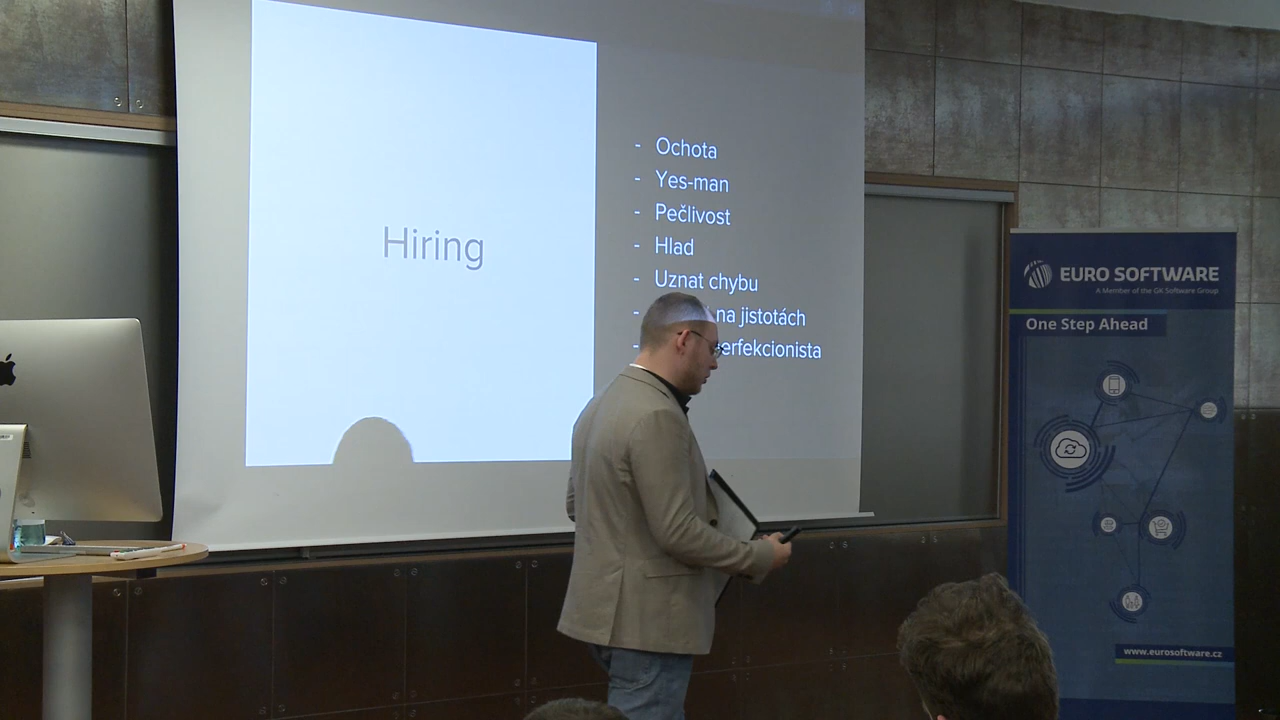 Hiring
- Ochota
- Yes-man
- Pečlivost
- Hlad
- Uznat chybu
- na jistotách
- erfekcionista
EURO SOFTWARE
A Member of the GK Software Group
One Step Ahead
www.eurosoftware.cz